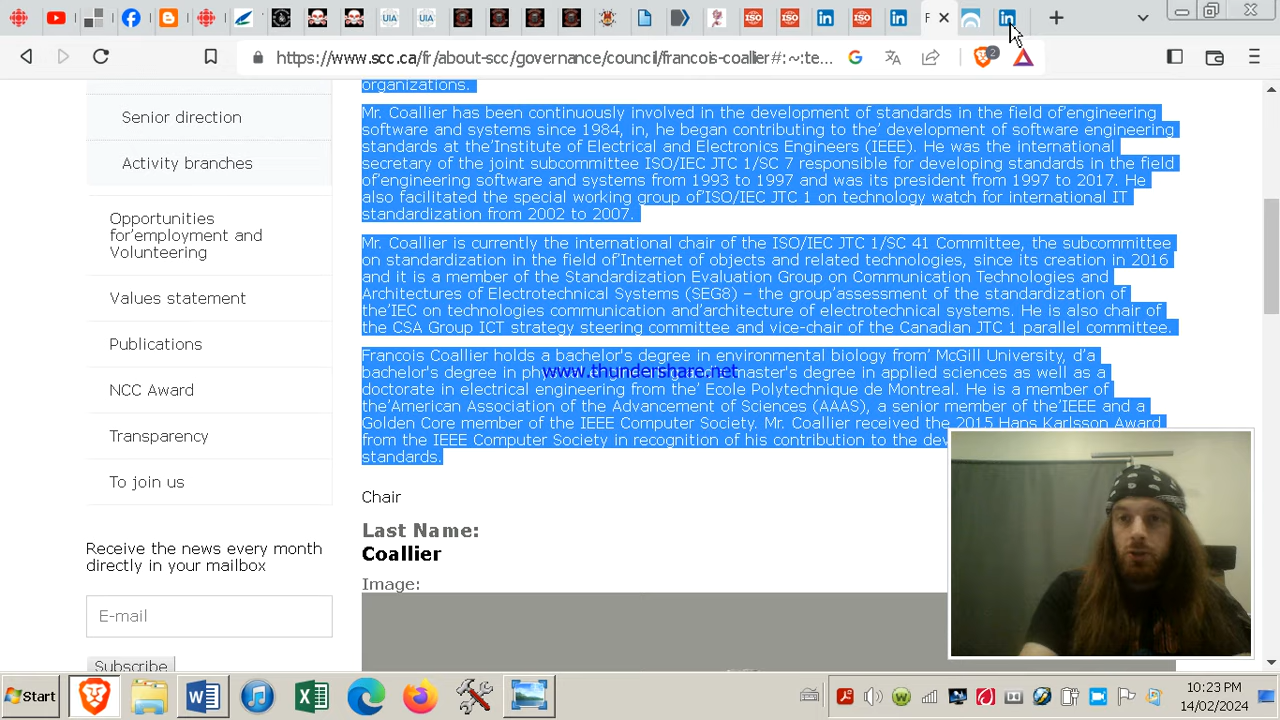 F
https://www.scc.ca/fr/about-scc/governance/council/francois-coallier#:~:te...
2
organizations.
Senior direction
Activity branches
Opportunities
for'employment and
Volunteering
Values statement
Publications
NCC Award
Transparency
To join us
Receive the news every month
directly in your mailbox
E-mail
Subscribe
Mr. Coallier has been continuously involved in the development of standards in the field of'engineering
software and systems since 1984, in, he began contributing to the' development of software engineering
standards at the'Institute of Electrical and Electronics Engineers (IEEE). He was the international
secretary of the joint subcommittee ISO/IEC JTC 1/SC 7 responsible for developing standards in the field
of'engineering software and systems from 1993 to 1997 and was its president from 1997 to 2017. He
also facilitated the special working group of'ISO/IEC JTC 1 on technology watch for international IT
standardization from 2002 to 2007.
Mr. Coallier is currently the international chair of the ISO/IEC JTC 1/SC 41 Committee, the subcommittee
on standardization in the field of'Internet of objects and related technologies, since its creation in 2016
and it is a member of the Standardization Evaluation Group on Communication Technologies and
Architectures of Electrotechnical Systems (SEG8) – the group'assessment of the standardization of
the'IEC on technologies communication and'architecture of electrotechnical systems. He is also chair of
the CSA Group ICT strategy steering committee and vice-chair of the Canadian JTC 1 parallel committee.
Francois Coallier holds a bachelor's degree in environmental biology from' McGill University, d'a
bachelor's degree in master's degree in applied sciences as well as a
www.thundershare.net
doctorate in electrical engineering from the' Ecole Polytechnique de Montreal. He is a member of
the'American Association of the Advancement of Sciences (AAAS), a senior member of the'IEEE and a
Golden Core member of the IEEE Computer Society. Mr. Coallier received the 2015 Hans Karlsson Award
from the IEEE Computer Society in recognition of his contribution to the
standards.
Chair
Last Name:
Coallier
Image:
Start
10:23 PM
14/02/2024